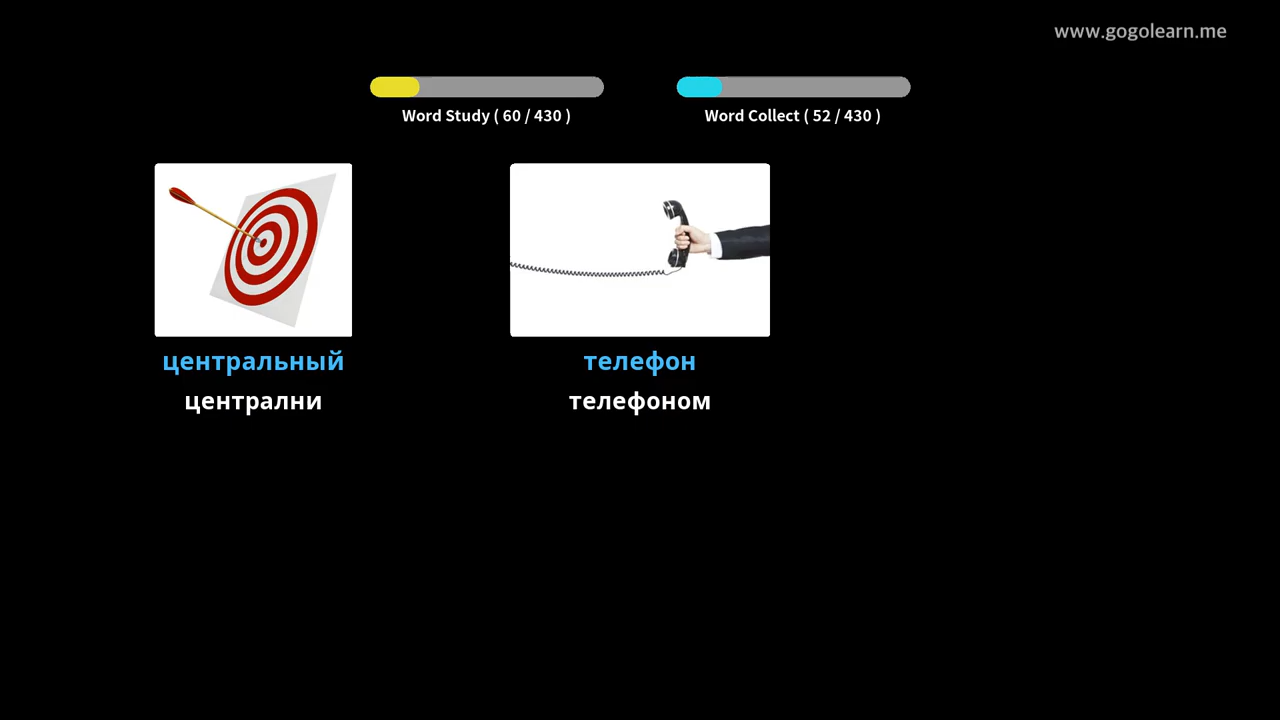 www.gogolearn.me
Word Study ( 60 / 430 )
Word Collect ( 52 / 430 )
центральный
централни
телефон
телефоном